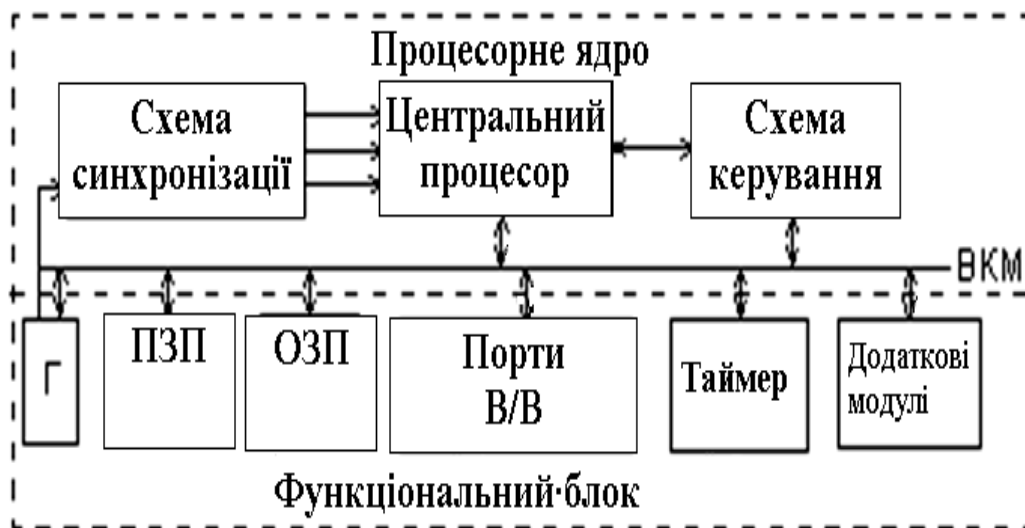 Процесорне ядро
Схема
синхронізації
Центральний
процесор
Схема
керування
ВКМ
Г
ПЗП
ОЗП
Порти
В/В
Таймер
Додаткові
модулі
Функціональний·блок